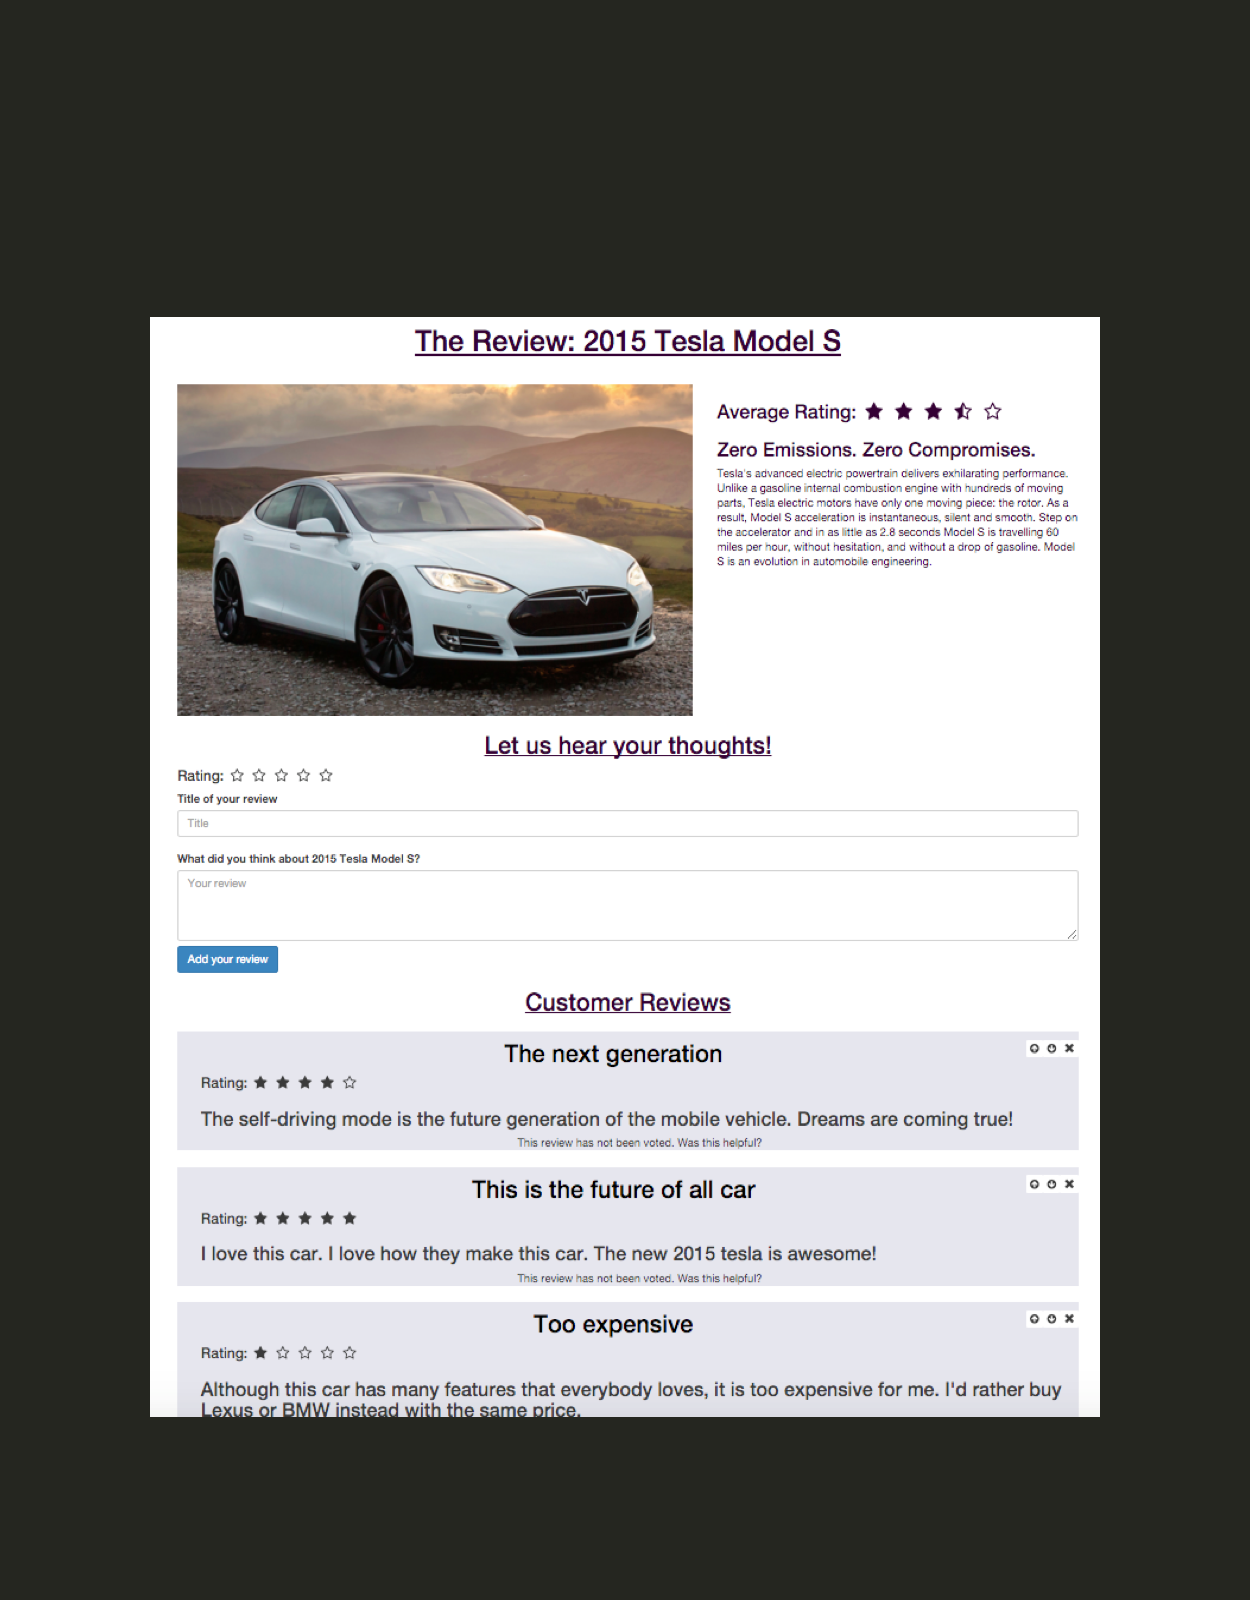 The Review: 2015 Tesla Model S
Average Rating:
Zero Emissions. Zero Compromises.
Tesla's advanced electric powertrain delivers exhilarating performance.
Unlike a gasoline internal combustion engine with hundreds of moving
parts, Tesla electric motors have only one moving piece: the rotor. As a
result, Model S acceleration is instantaneous, silent and smooth. Step on
the accelerator and in as little as 2.8 seconds Model S is travelling 60
miles per hour, without hesitation, and without a drop of gasoline. Model
S is an evolution in automobile engineering.
Let us hear your thoughts!
Rating:
Title of your review
Title
What did you think about 2015 Tesla Model S?
Your review
Add your review
Customer Reviews
The next generation
Rating:
The self-driving mode is the future generation of the mobile vehicle. Dreams are coming true!
This review has not been voted. Was this helpful?
This is the future of all car
Rating:
I love this car. I love how they make this car. The new 2015 tesla is awesome!
This review has not been voted. Was this helpful?
Too expensive
Rating:
Although this car has many features that everybody loves, it is too expensive for me. I'd rather buy
Lexus or BMW instead with the same price.